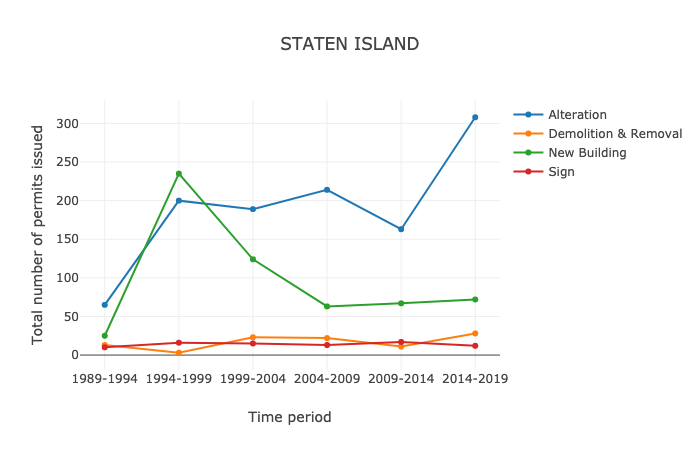 STATEN ISLAND
Total number of permits issued
300
250
200
150
100
50
0
1989-1994 1994-1999 1999-2004 2004-2009 2009-2014 2014-2019
Time period
Alteration
Demolition & Removal
New Building
Sign